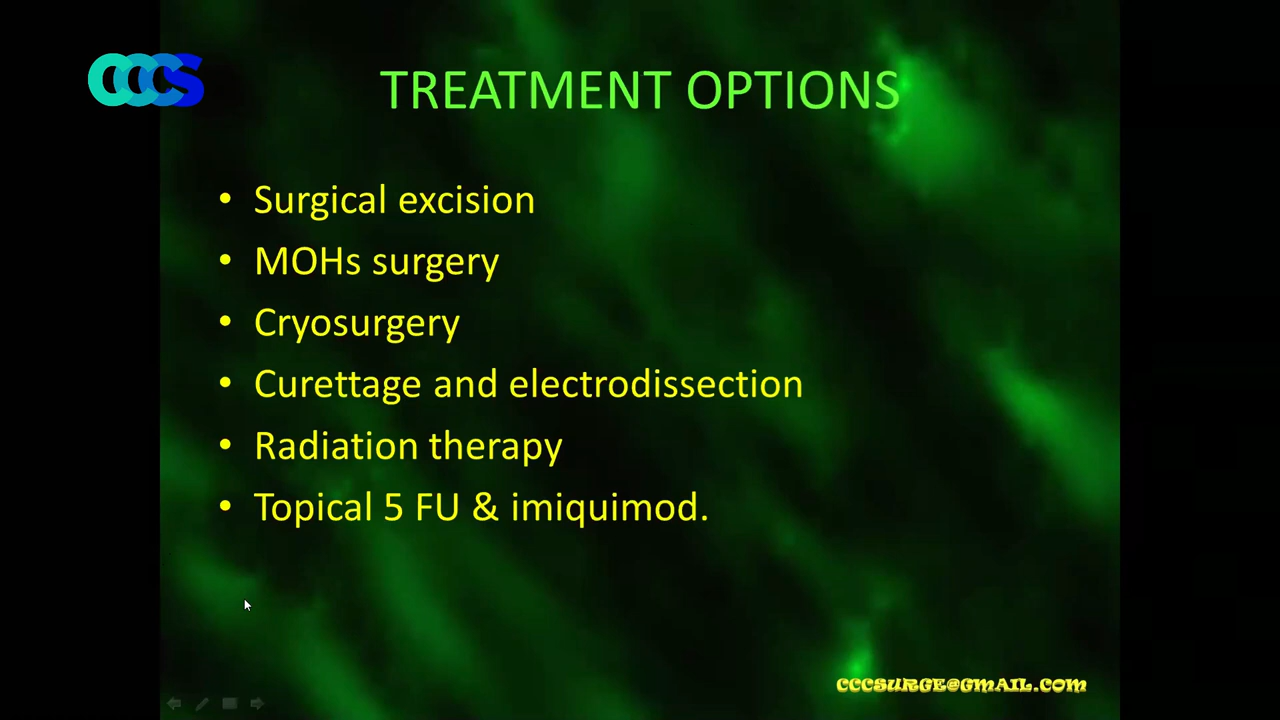 CCCS
TREATMENT OPTIONS
• Surgical excision
• MOHs surgery
• Cryosurgery
• Curettage and electrodissection
• Radiation therapy
• Topical 5 FU & imiquimod.
CCCSURGE@GMAIL.COM